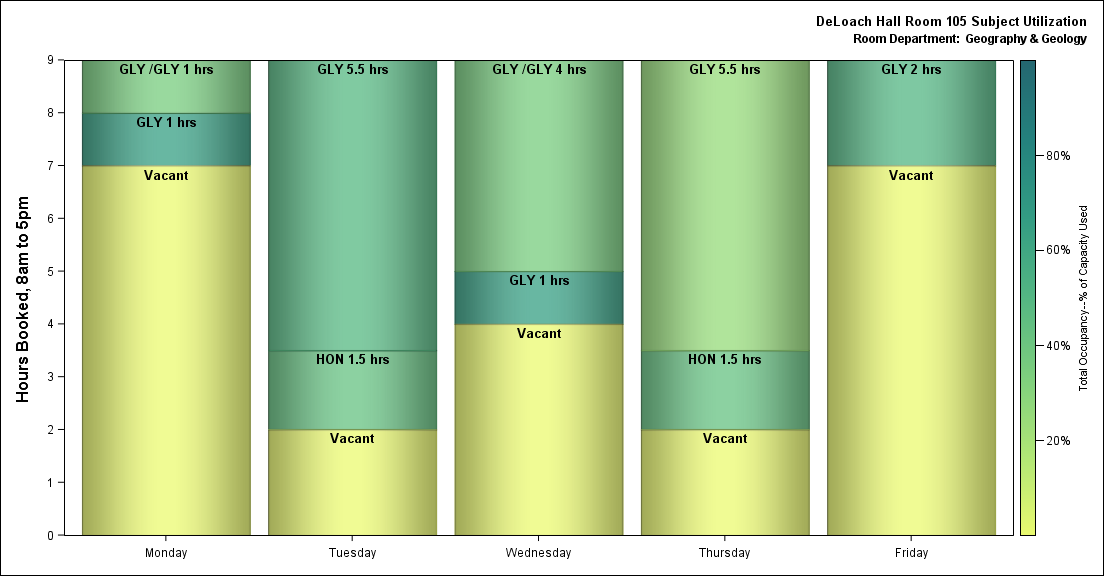 DeLoach Hall Room 105 Subject Utilization
Room Department: Geography & Geology
Hours Booked, 8am to 5pm
9
8
7
6
5
4
3
2
1
0
GLY /GLY 1 hrs
GLY 1 hrs
Vacant
GLY 5.5 hrs
HON 1.5 hrs
Vacant
GLY /GLY 4 hrs
GLY 1 hrs
Vacant
GLY 5.5 hrs
HON 1.5 hrs
Vacant
GLY 2 hrs
Vacant
Monday
Tuesday
Wednesday
Thursday
Friday
80%
60%
40%
20%
Total Occupancy--% of Capacity Used